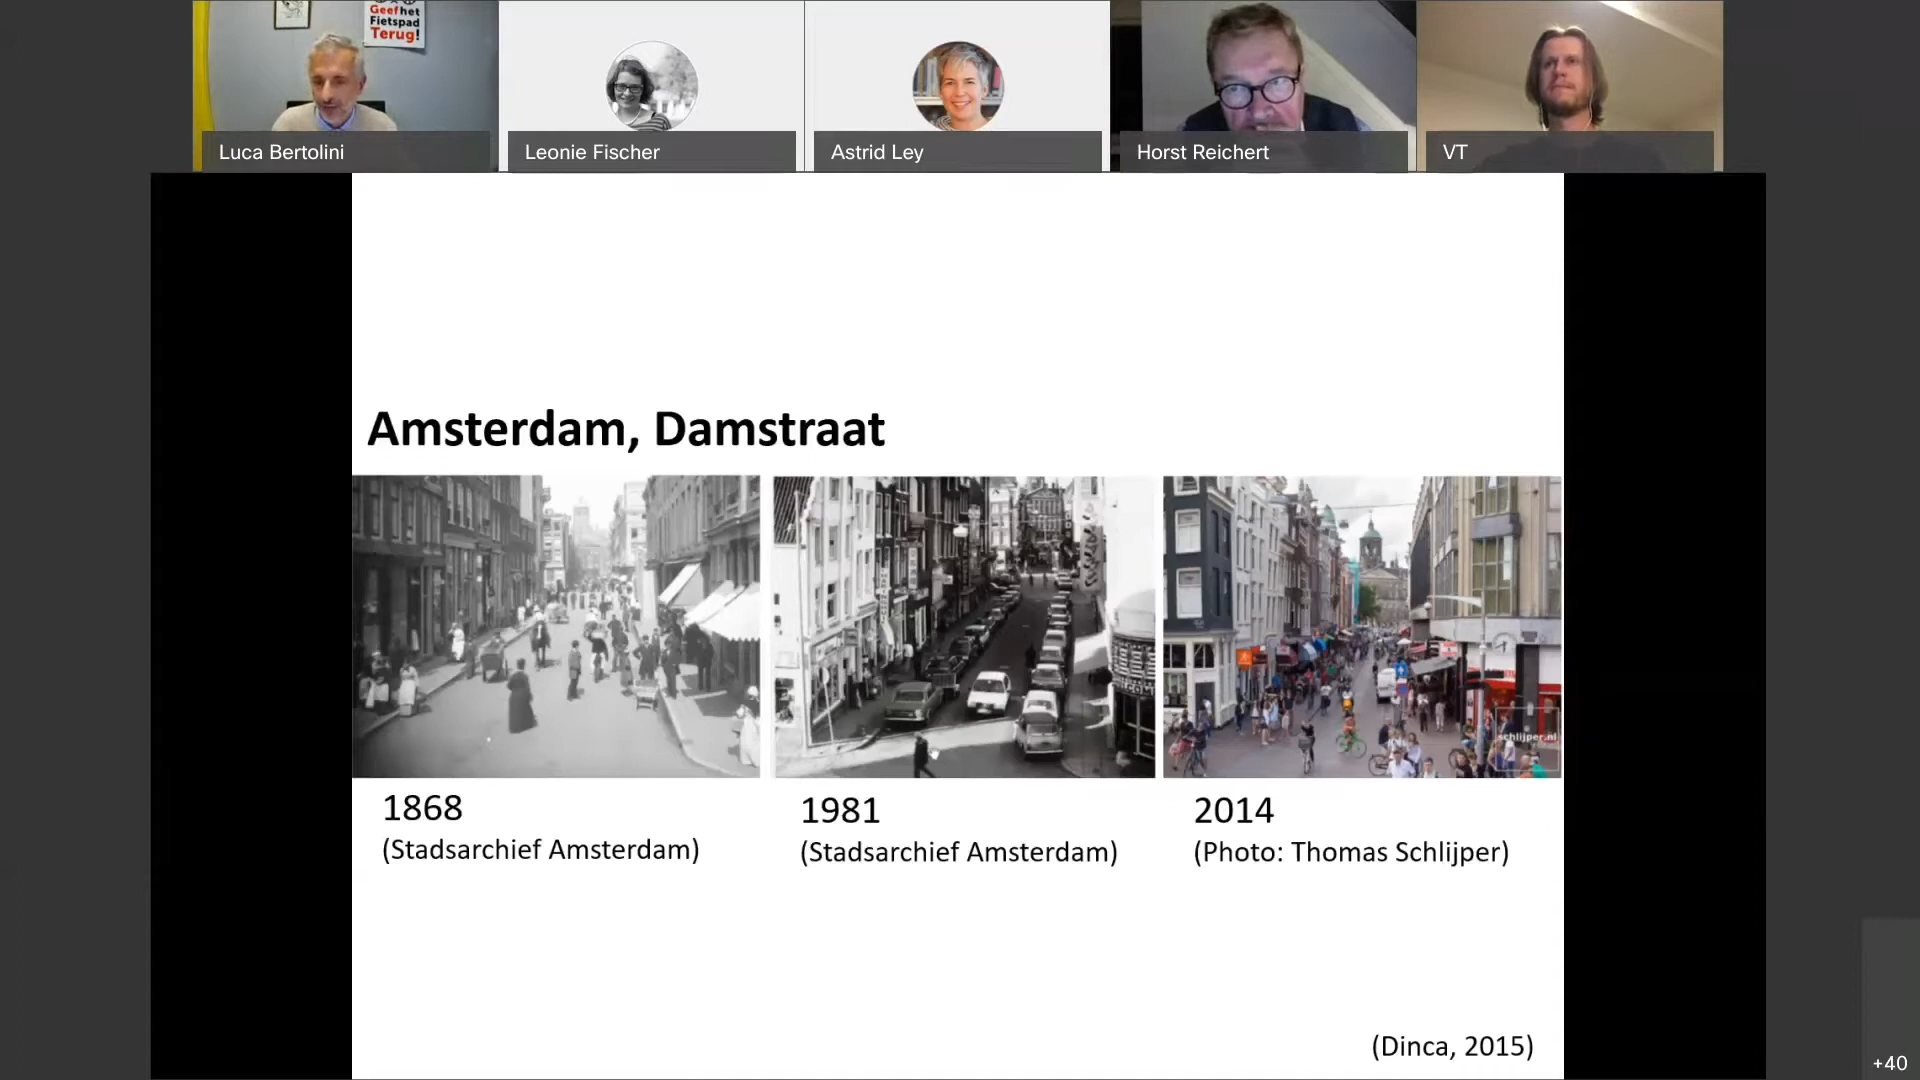 Geef het
Fietspad
Terug!
Luca Bertolini
Leonie Fischer
Astrid Ley
Horst Reichert
VT
Amsterdam, Damstraat
schlijper.nl
1868
(Stadsarchief Amsterdam)
1981
(Stadsarchief Amsterdam)
2014
(Photo: Thomas Schlijper)
(Dinca, 2015)
+40